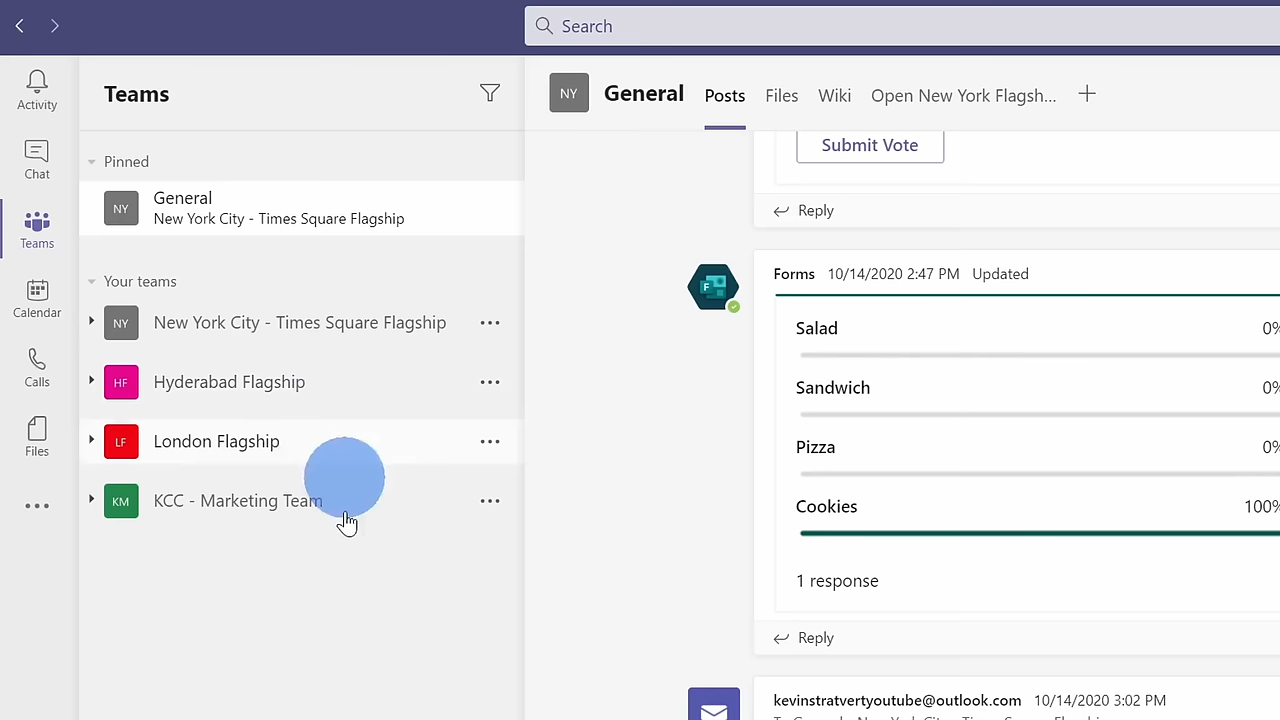 Search
Activity
Chat
Teams
Calendar
Calls
Files
Teams
Pinned
NY
General
New York City - Times Square Flagship
Your teams
NY New York City - Times Square Flagship
HF Hyderabad Flagship
LF London Flagship
KM KCC - Marketing Team
NY General Posts Files Wiki Open New York Flagsh...
Submit Vote
Reply
Forms 10/14/2020 2:47 PM Updated
F
Salad 0%
Sandwich 0%
Pizza 0%
Cookies 100%
1 response
Reply
kevinstratvertyoutube@outlook.com 10/14/2020 3:02 PM